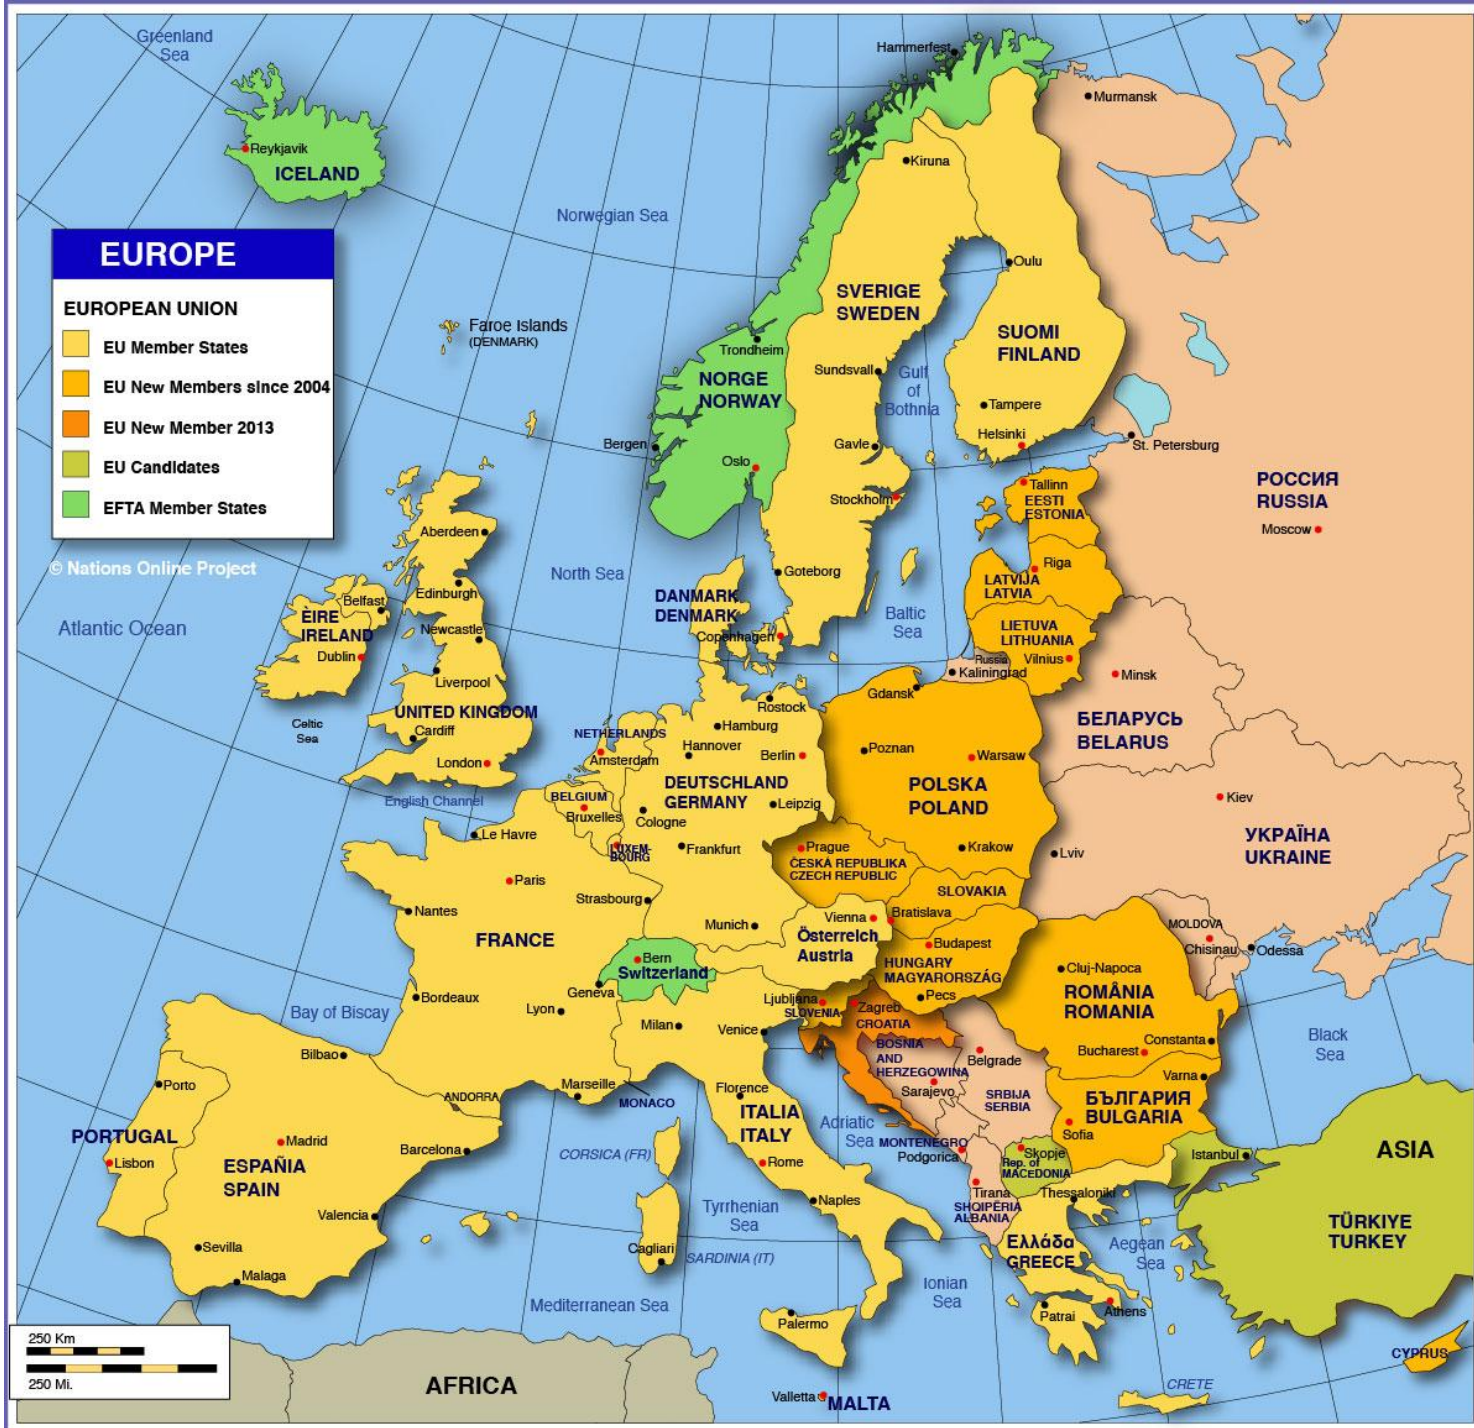 Greenland
Sea
Hammerfest
Murmansk
Reykjavik
ICELAND
Kiruna
Norwegian Sea
EUROPE
EUROPEAN UNION
EU Member States
EU New Members since 2004
EU New Member 2013
EU Candidates
EFTA Member States
© Nations Online Project
Oulu
SVERIGE
SWEDEN
SUOMI
FINLAND
Faroe Islands
(DENMARK)
Trondheim
Sundsvall
Gulf
of
Bothnia
NORGE
NORWAY
Tampere
Bergen
Gavle
Helsinki
St. Petersburg
Oslo
Stockholm
Tallinn
EESTI
ESTONIA
РОССИЯ
RUSSIA
Moscow
Aberdeen
North Sea
Goteborg
Riga
LATVIJA
LATVIA
Edinburgh
Belfast
DANMARK
DENMARK
Baltic
Sea
ÈIRE
IRELAND
Atlantic Ocean
Newcastle
Copenhagen
LIETUVA
LITHUANIA
Dublin
Russia
Vilnius
Kaliningrad
Minsk
Liverpool
Gdansk
Rostock
UNITED KINGDOM
Celtic
Sea
Cardiff
NETHERLANDS
Hamburg
БЕЛАРУСЬ
BELARUS
Hannover
Poznan
London
Amsterdam
Berlin
Warsaw
DEUTSCHLAND
GERMANY
POLSKA
POLAND
English Channel
BELGIUM
Bruxelles
Leipzig
Kiev
Cologne
Le Havre
УКРАЇНА
UKRAINE
LUXEM-
BOURG
Frankfurt
Prague
Krakow
Lviv
ČESKÁ REPUBLIKA
CZECH REPUBLIC
Paris
SLOVAKIA
Strasbourg
Nantes
Munich
Vienna
Bratislava
MOLDOVA
Chisinau
Odessa
FRANCE
Österreich
Austria
Budapest
HUNGARY
MAGYARORSZÁG
Bern
Switzerland
Geneva
Cluj-Napoca
Bordeaux
Pecs
ROMÂNIA
ROMANIA
Ljubljana
SLOVENIA
Zagreb
CROATIA
Lyon
Bay of Biscay
Milan
Venice
BOSNIA
AND
HERZEGOWINA
Sarajevo
Belgrade
Bucharest
Constanta
Black
Sea
Bilbao
Porto
Marseille
Florence
Varna
ANDORRA
MONACO
SRBIJA
SERBIA
БЪЛГАРИЯ
BULGARIA
ITALIA
ITALY
Adriatic
Sea
PORTUGAL
Madrid
Barcelona
CORSICA (FR)
MONTENEGRO
Podgorica
Sofia
Skopje
Rep. of
MACEDONIA
Istanbul
ASIA
Lisbon
ESPAÑIA
SPAIN
Rome
Tirana
SHQIPËRIA
ALBANIA
Thessaloniki
Naples
Tyrrhenian
Sea
Valencia
TÜRKIYE
TURKEY
Sevilla
Cagliari
SARDINIA (IT)
Ελλάδα
GREECE
Aegean
Sea
Malaga
Ionian
Sea
Mediterranean Sea
Palermo
Patrai
Athens
250 Km
250 Mi.
CYPRUS
AFRICA
Valletta
MALTA
CRETE